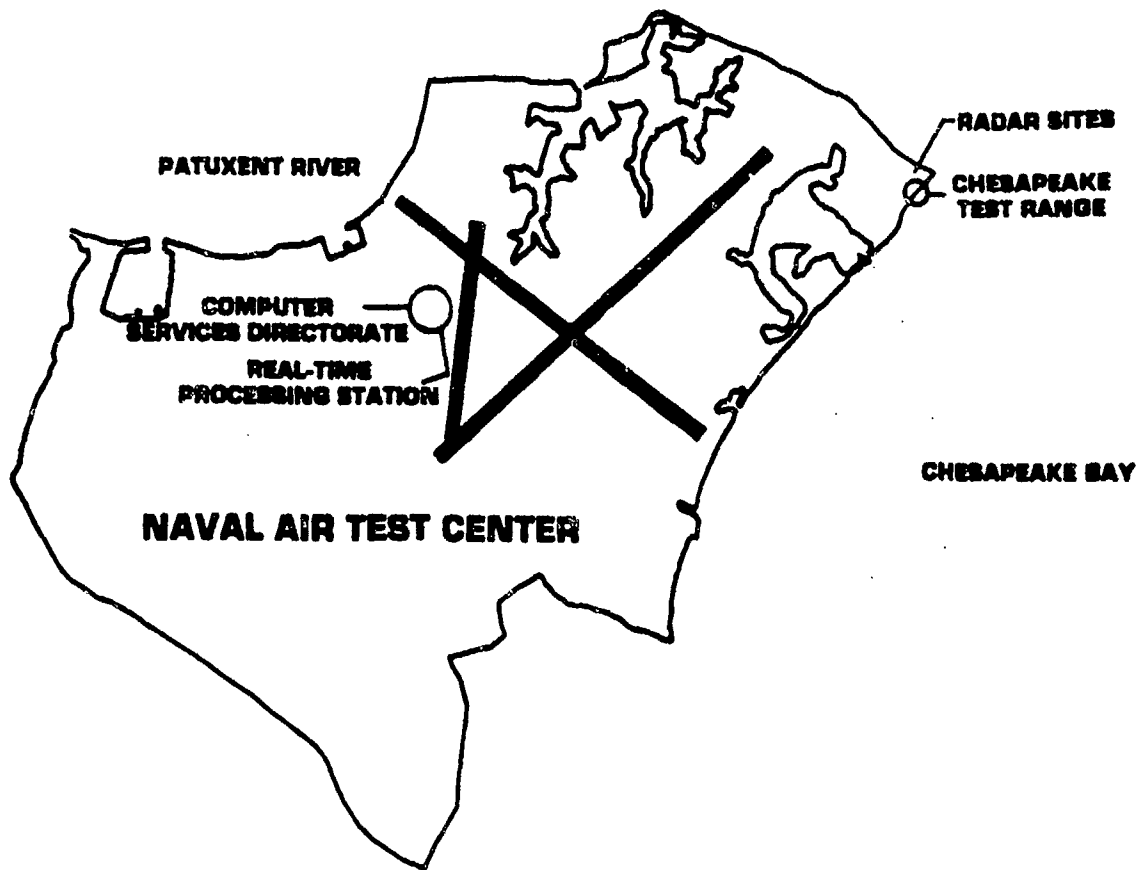 RADAR SITES
PATUXENT RIVER
CHESAPEAKE
TEST RANGE
COMPUTER
SERVICES DIRECTORATE
REAL-TIME
PROCESSING STATION
CHESAPEAKE BAY
NAVAL AIR TEST CENTER